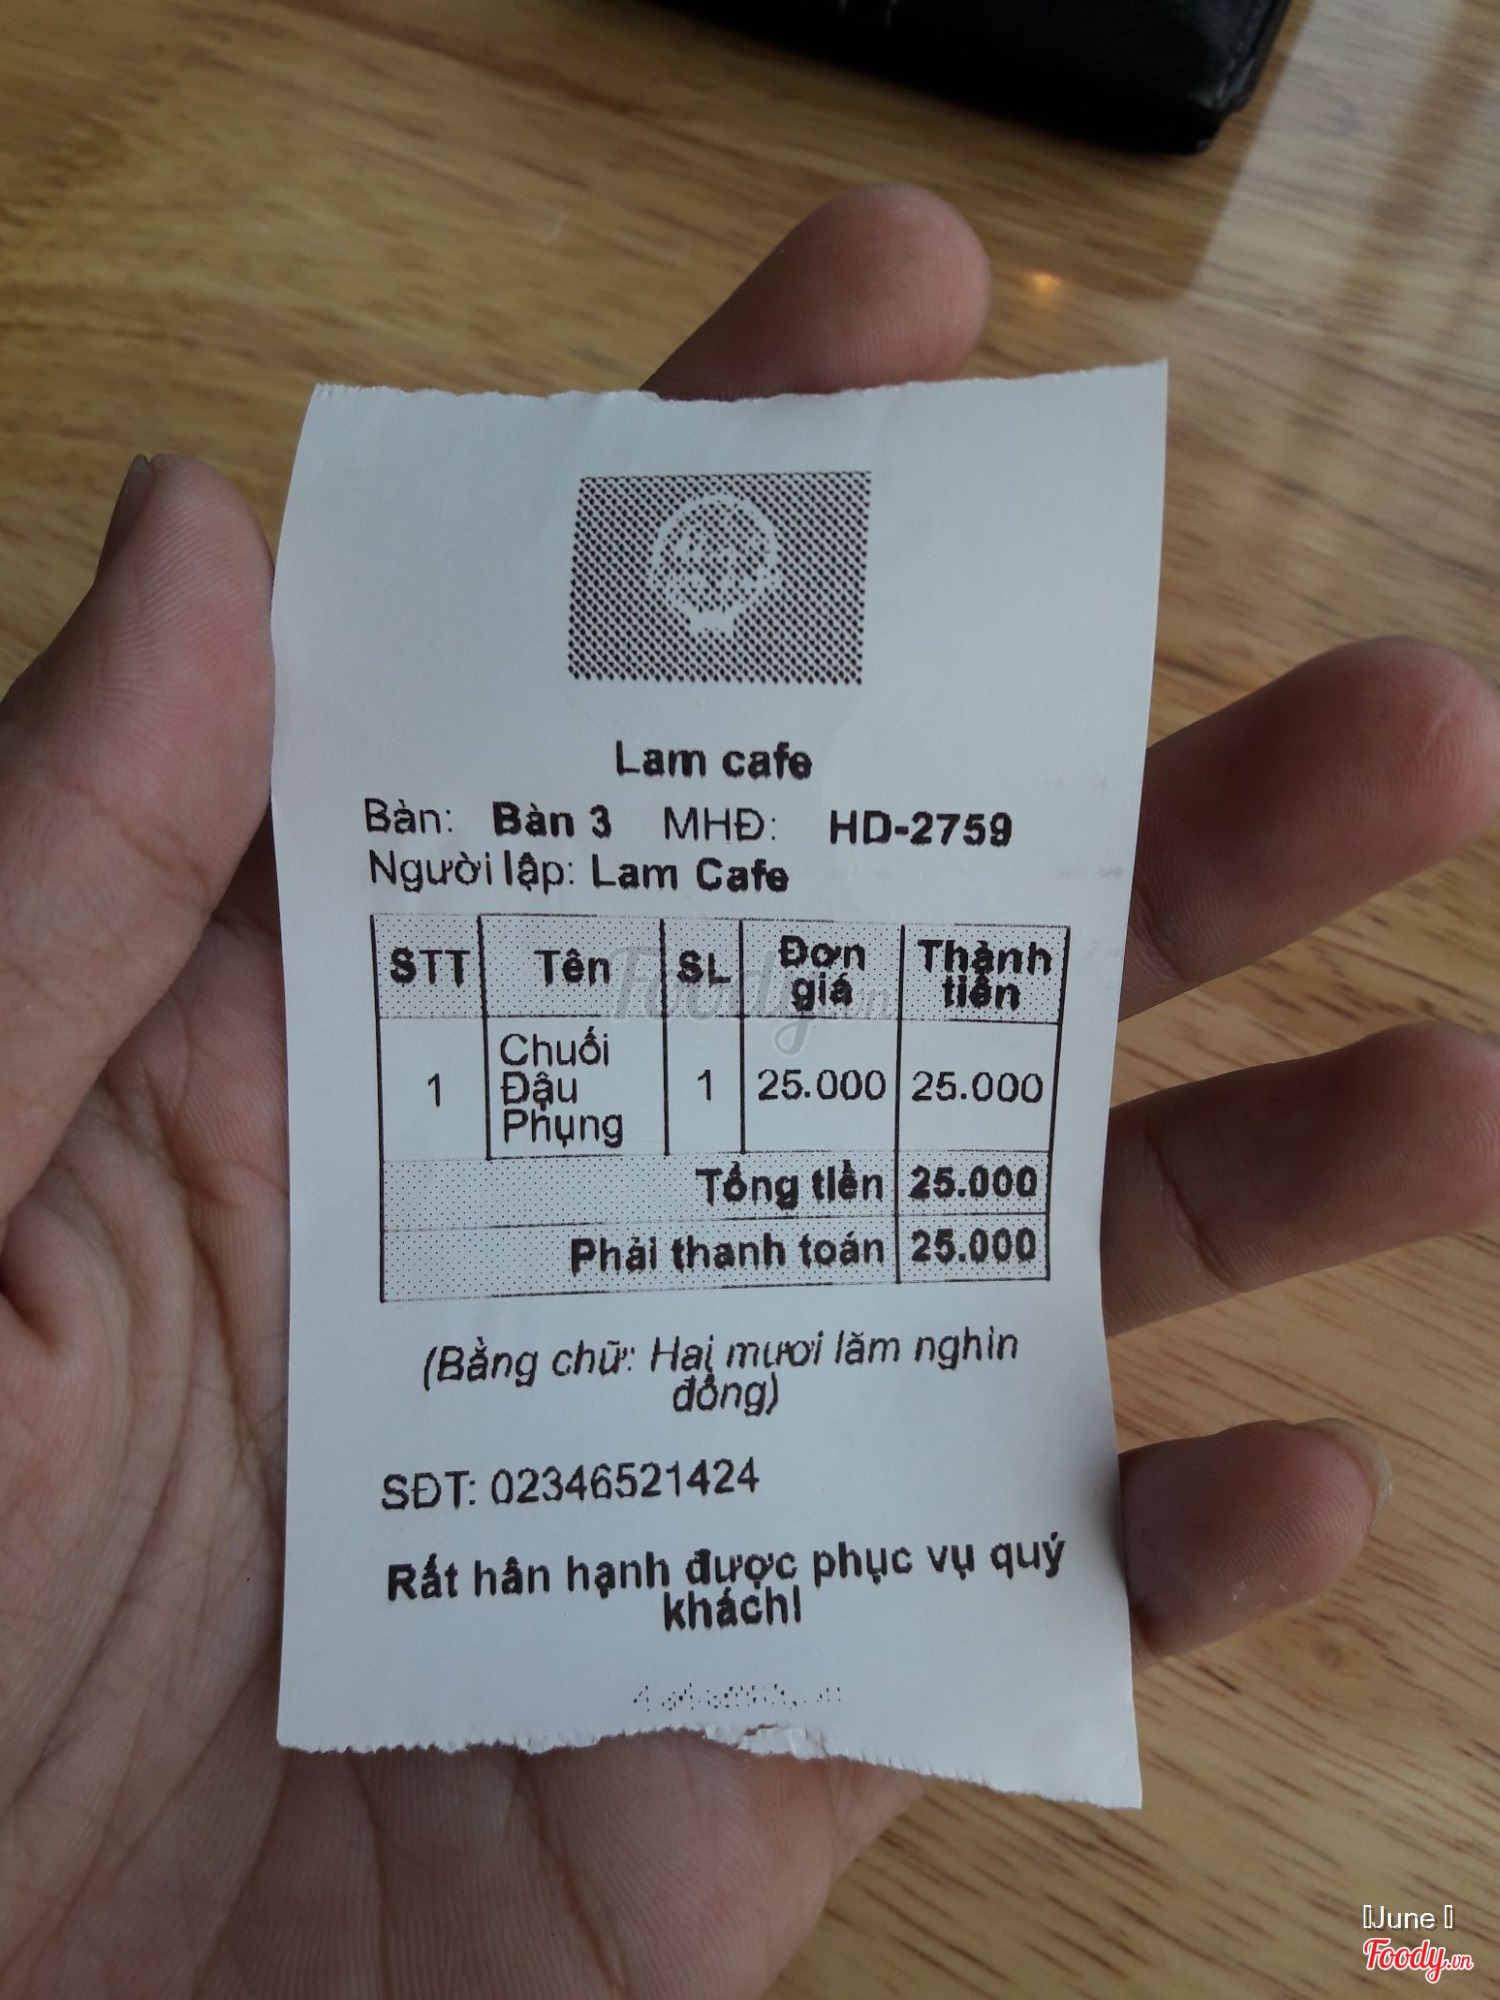 Lam cafe
Bàn: Bàn 3 MHĐ: HD-2759
Người lập: Lam Cafe
STT Tên SL Đơn giá Thành tiền
1 Chuối Đậu Phụng 1 25.000 25.000
Tổng tiền 25.000
Phải thanh toán 25.000
(Bằng chữ: Hai mươi lăm nghìn
đồng)
SĐT: 02346521424
Rất hân hạnh được phục vụ quý
khách!
Foody.vn
June
Foody.vn